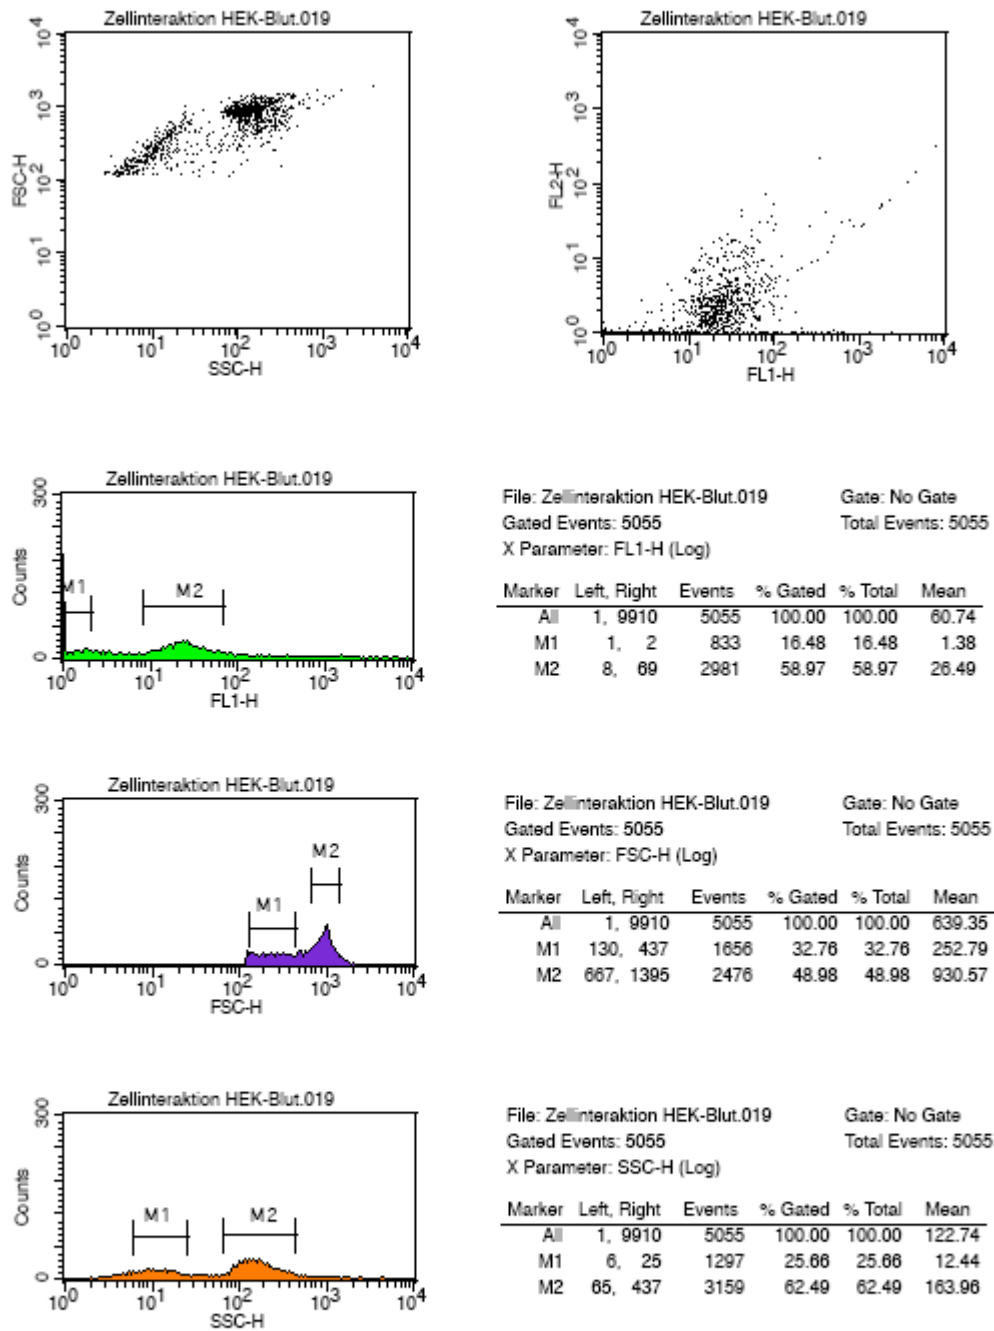 Zellinteraktion HEK-Blut.019
10^4
10^3
10^2
10^1
10^0
FSC-H
10^0 10^1 10^2 10^3 10^4
SSC-H
Zellinteraktion HEK-Blut.019
10^4
10^3
10^2
10^1
10^0
FL2-H
10^0 10^1 10^2 10^3 10^4
FL1-H
Zellinteraktion HEK-Blut.019
300
Counts
0
M1 M2
10^0 10^1 10^2 10^3 10^4
FL1-H
File: Zellinteraktion HEK-Blut.019 Gate: No Gate
Gated Events: 5055 Total Events: 5055
X Parameter: FL1-H (Log)
Marker Left, Right Events % Gated % Total Mean
All 1, 9910 5055 100.00 100.00 60.74
M1 1, 2 833 16.48 16.48 1.38
M2 8, 69 2981 58.97 58.97 26.49
Zellinteraktion HEK-Blut.019
300
Counts
0
M1 M2
10^0 10^1 10^2 10^3 10^4
FSC-H
File: Zellinteraktion HEK-Blut.019 Gate: No Gate
Gated Events: 5055 Total Events: 5055
X Parameter: FSC-H (Log)
Marker Left, Right Events % Gated % Total Mean
All 1, 9910 5055 100.00 100.00 639.35
M1 130, 437 1656 32.76 32.76 252.79
M2 667, 1395 2476 48.98 48.98 930.57
Zellinteraktion HEK-Blut.019
300
Counts
0
M1 M2
10^0 10^1 10^2 10^3 10^4
SSC-H
File: Zellinteraktion HEK-Blut.019 Gate: No Gate
Gated Events: 5055 Total Events: 5055
X Parameter: SSC-H (Log)
Marker Left, Right Events % Gated % Total Mean
All 1, 9910 5055 100.00 100.00 122.74
M1 6, 25 1297 25.66 25.66 12.44
M2 65, 437 3159 62.49 62.49 163.96